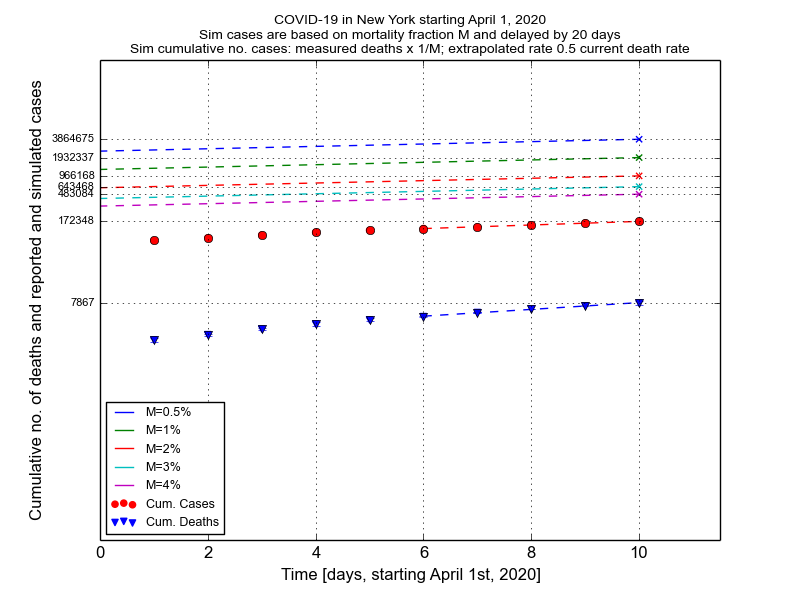 COVID-19 in New York starting April 1, 2020
Sim cases are based on mortality fraction M and delayed by 20 days
Sim cumulative no. cases: measured deaths x 1/M; extrapolated rate 0.5 current death rate
Cumulative no. of deaths and reported and simulated cases
3864675
1932337
966168
643468
483084
172348
7867
M=0.5%
M=1%
M=2%
M=3%
M=4%
Cum. Cases
Cum. Deaths
0 2 4 6 8 10
Time [days, starting April 1st, 2020]